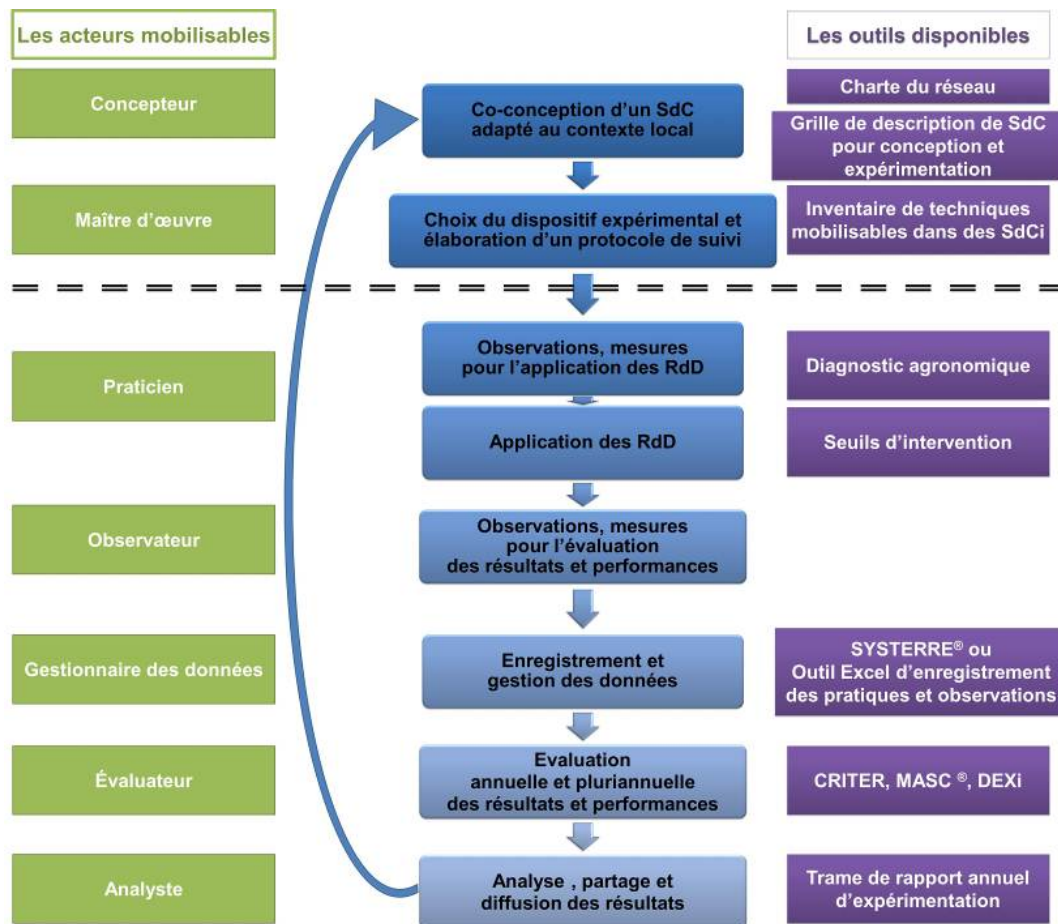 Les acteurs mobilisables
Les outils disponibles
Concepteur
Co-conception d'un SdC
adapté au contexte local
Charte du réseau
Grille de description de SdC
pour conception et
expérimentation
Maître d'œuvre
Choix du dispositif expérimental et
élaboration d'un protocole de suivi
Inventaire de techniques
mobilisables dans des SdCi
Praticien
Observations, mesures
pour l'application des RdD
Diagnostic agronomique
Application des RdD
Seuils d'intervention
Observateur
Observations, mesures
pour l'évaluation
des résultats et performances
Gestionnaire des données
Enregistrement et
gestion des données
SYSTERRE® ou
Outil Excel d'enregistrement
des pratiques et observations
Évaluateur
Evaluation
annuelle et pluriannuelle
des résultats et performances
CRITER, MASC ®, DEXi
Analyste
Analyse , partage et
diffusion des résultats
Trame de rapport annuel
d'expérimentation